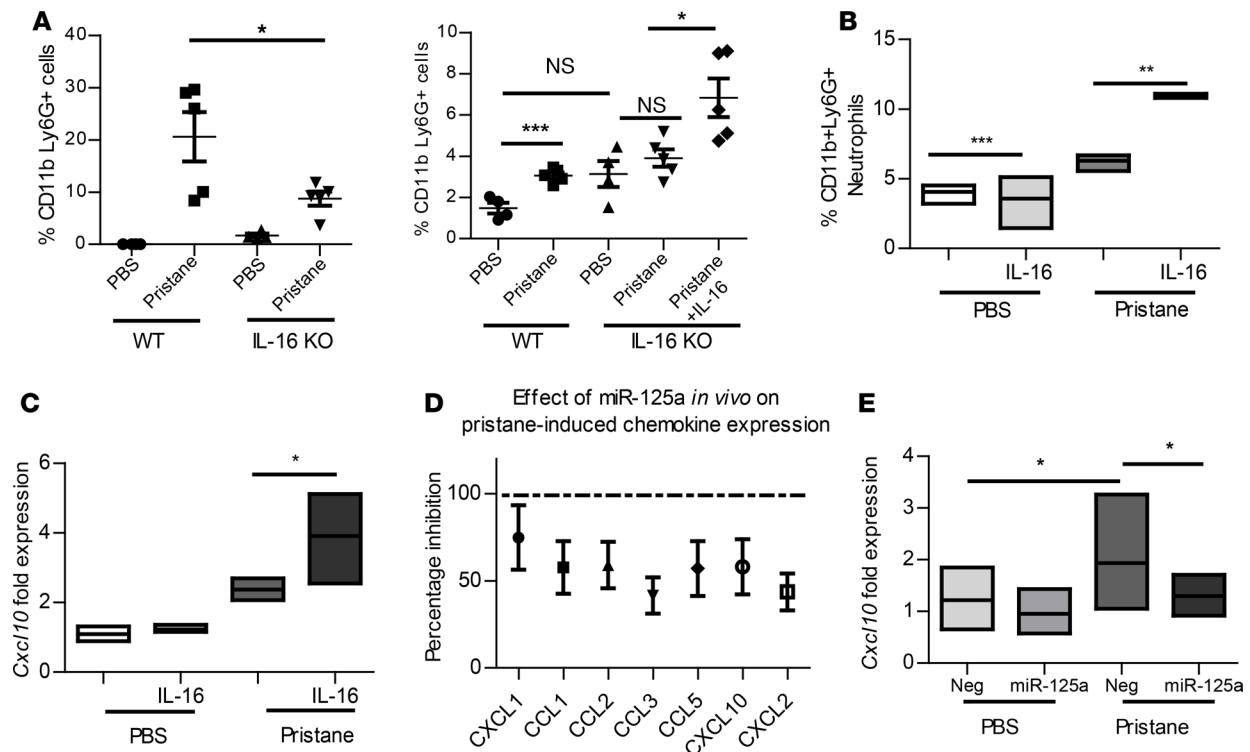 A
% CD11b Ly6G+ cells
40
30
20
10
0
*
PBS
Pristane
PBS
Pristane
WT
IL-16 KO
% CD11b Ly6G+ cells
10
8
6
4
2
0
*
NS
NS
***
PBS
Pristane
PBS
Pristane
Pristane
+IL-16
WT
IL-16 KO
B
% CD11b+Ly6G+
Neutrophils
15
10
5
0
**
***
IL-16
IL-16
PBS
Pristane
C
Cxcl10 fold expression
6
4
2
0
*
IL-16
IL-16
PBS
Pristane
D
Effect of miR-125a in vivo on
pristane-induced chemokine expression
Percentage inhibition
100
50
0
CXCL1
CCL1
CCL2
CCL3
CCL5
CXCL10
CXCL2
E
Cxcl10 fold expression
4
3
2
1
0
*
*
Neg
miR-125a
Neg
miR-125a
PBS
Pristane